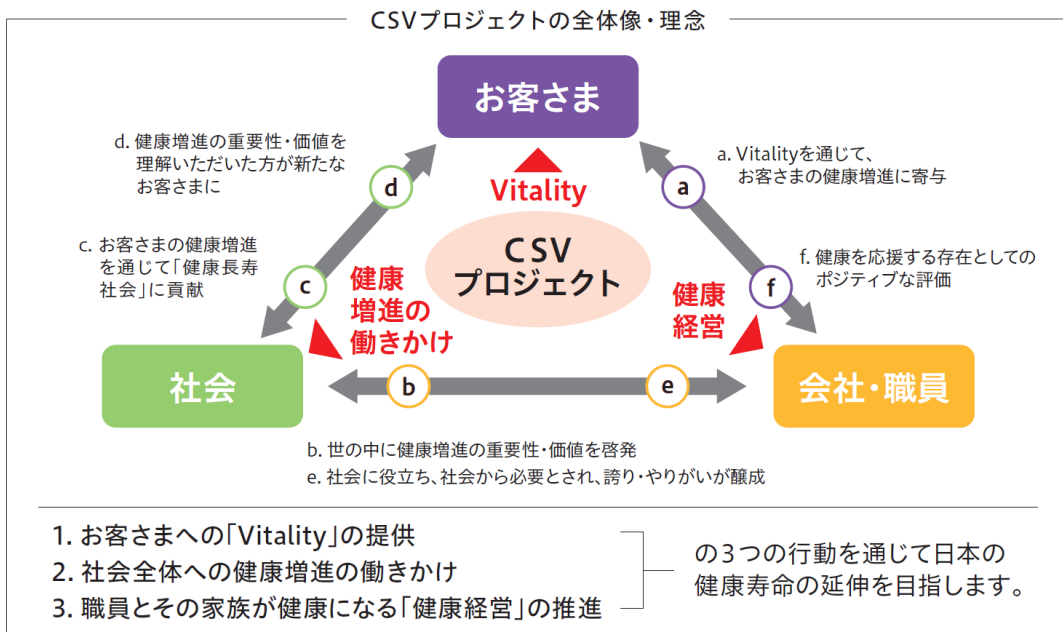 CSVプロジェクトの全体像・理念
お客さま
d. 健康増進の重要性・価値を
理解いただいた方が新たな
お客さまに
a. Vitalityを通じて、
お客さまの健康増進に寄与
d
Vitality
a
c. お客さまの健康増進
を通じて「健康長寿
社会」に貢献
CSV
プロジェクト
f. 健康を応援する存在としての
ポジティブな評価
c
健康
増進の
働きかけ
健康
経営
f
社会
b
e
会社・職員
b. 世の中に健康増進の重要性・価値を啓発
e. 社会に役立ち、社会から必要とされ、誇り・やりがいが醸成
1. お客さまへの「Vitality」の提供
2. 社会全体への健康増進の働きかけ
3. 職員とその家族が健康になる「健康経営」の推進
の3つの行動を通じて日本の
健康寿命の延伸を目指します。